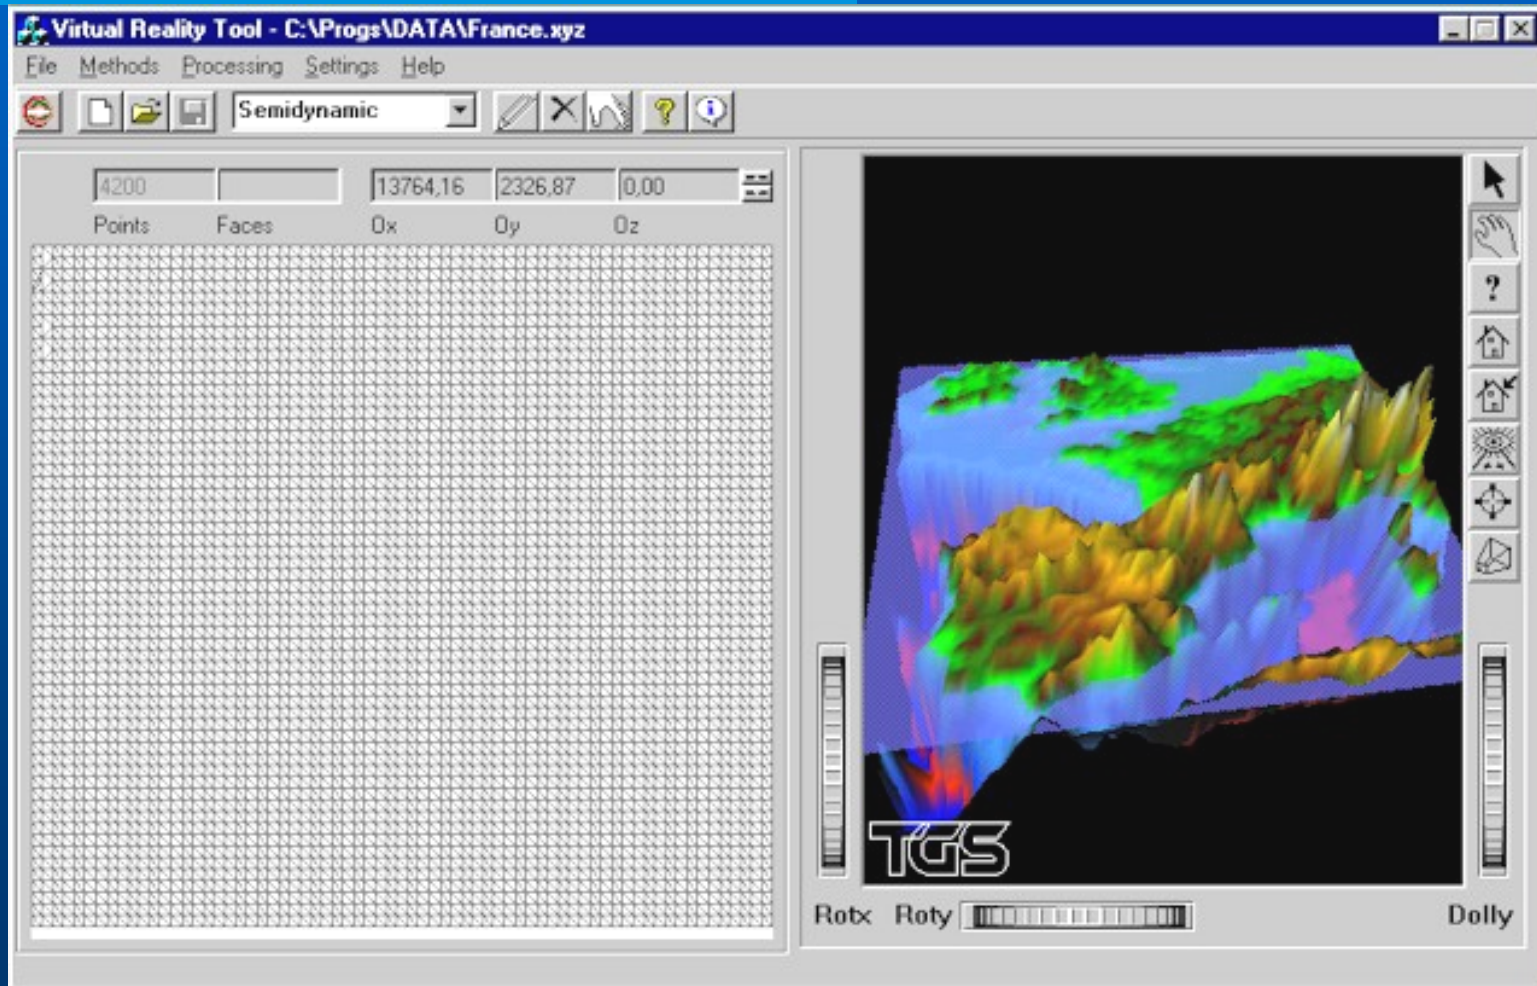 Virtual Reality Tool - C:\Progs\DATA\France.xyz
File Methods Processing Settings Help
Semidynamic
4200 13764,16 2326,87 0,00
Points Faces Ox Oy Oz
?
TGS
Rotx Roty Dolly